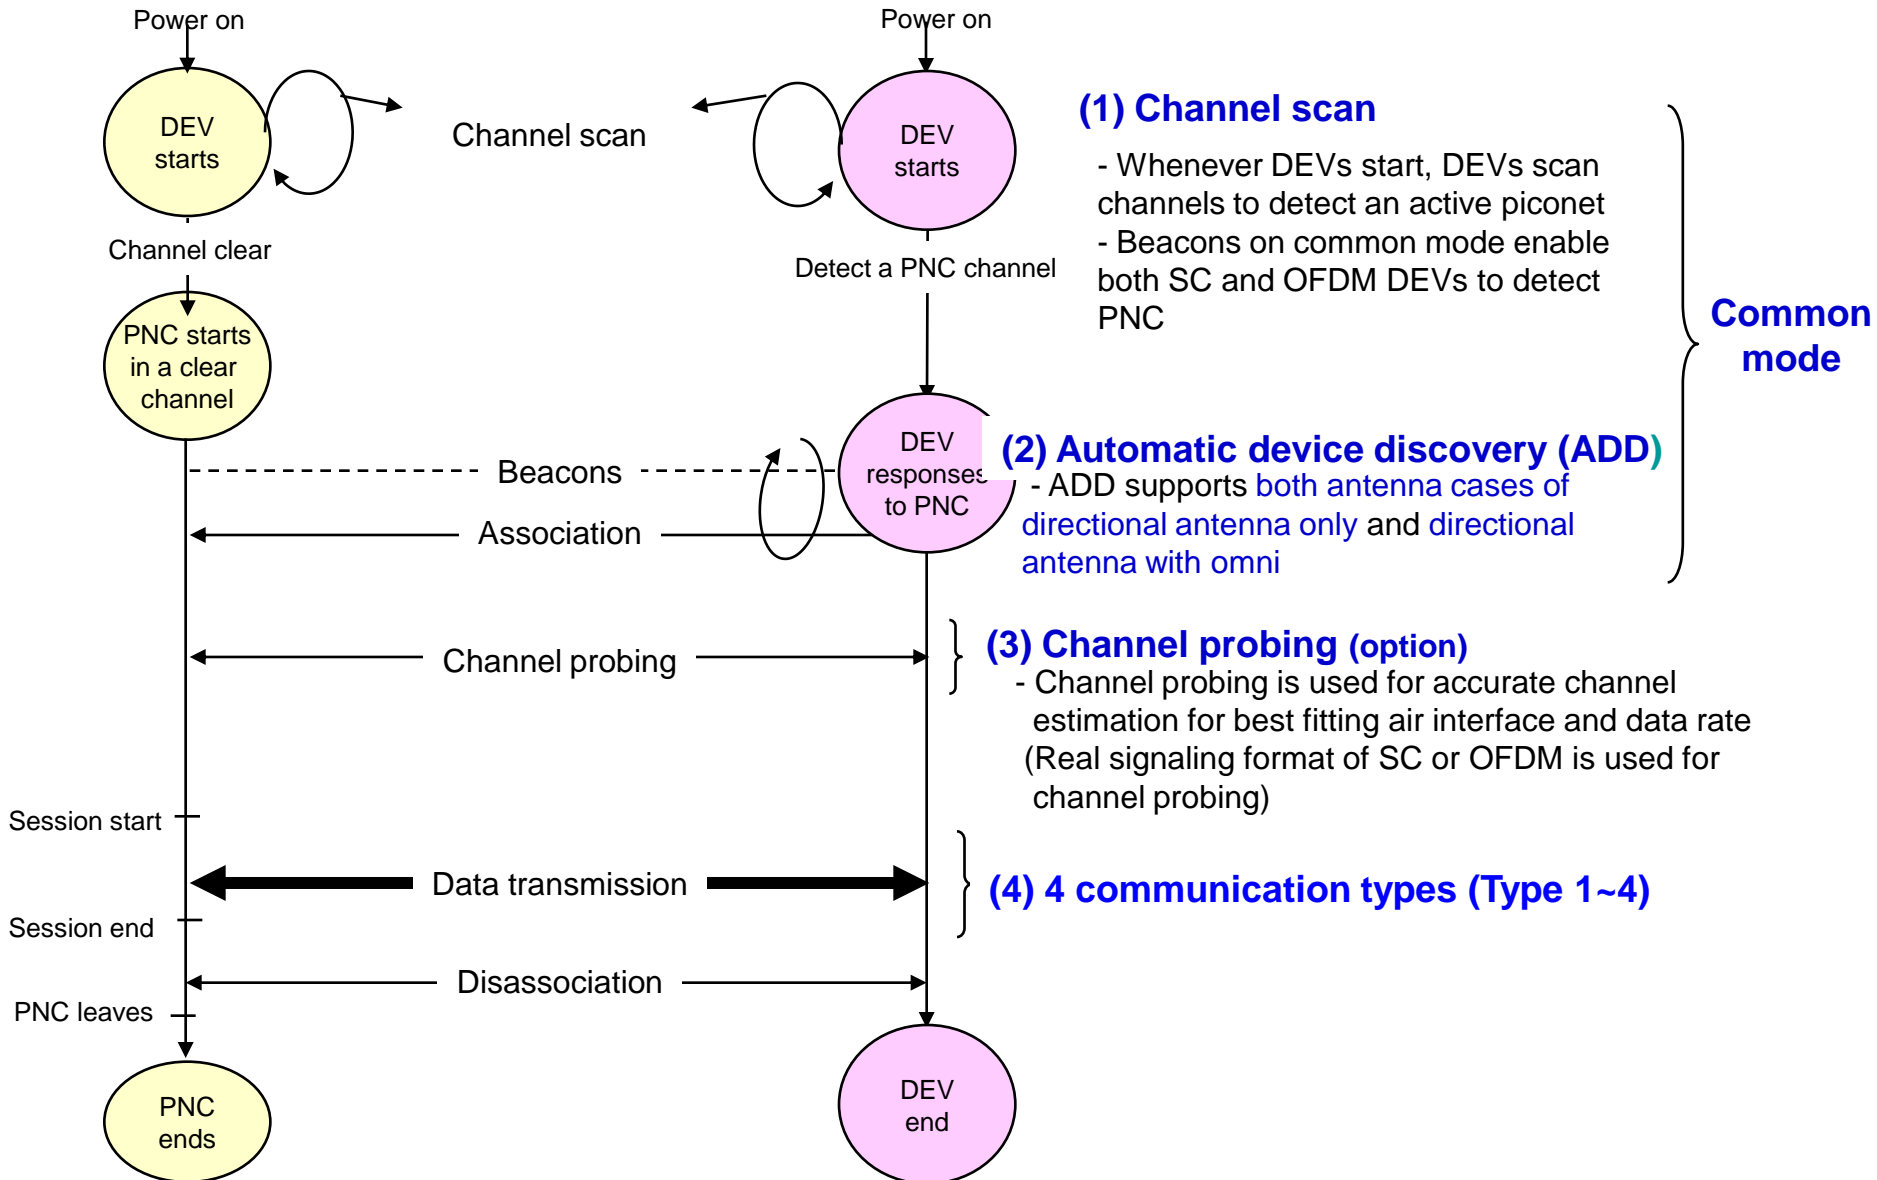 Power on
Power on
DEV
starts
Channel scan
DEV
starts
(1) Channel scan
- Whenever DEVs start, DEVs scan
channels to detect an active piconet
- Beacons on common mode enable
both SC and OFDM DEVs to detect
PNC
Common
mode
Channel clear
Detect a PNC channel
PNC starts
in a clear
channel
Beacons
Association
DEV
responses
to PNC
(2) Automatic device discovery (ADD)
- ADD supports both antenna cases of
directional antenna only and directional
antenna with omni
Channel probing
(3) Channel probing (option)
- Channel probing is used for accurate channel
estimation for best fitting air interface and data rate
(Real signaling format of SC or OFDM is used for
channel probing)
Session start
Data transmission
(4) 4 communication types (Type 1~4)
Session end
Disassociation
PNC leaves
PNC
ends
DEV
end